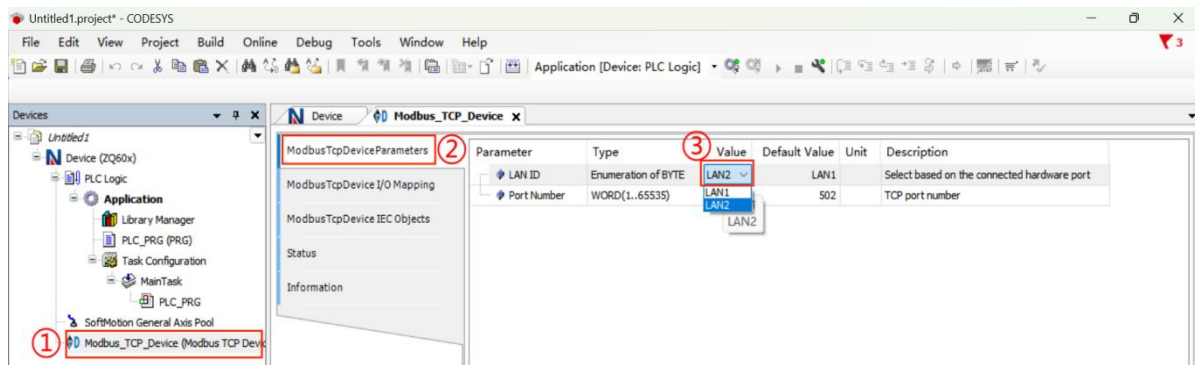 Untitled1.project* - CODESYS
File Edit View Project Build Online Debug Tools Window Help
3
Application [Device: PLC Logic]
Devices
Device Modbus_TCP_Device
Untitled1
Device (ZQ60x)
PLC Logic
Application
Library Manager
PLC_PRG (PRG)
Task Configuration
MainTask
PLC_PRG
SoftMotion General Axis Pool
① Modbus_TCP_Device (Modbus TCP Devic
ModbusTcpDeviceParameters ②
ModbusTcpDevice I/O Mapping
ModbusTcpDevice IEC Objects
Status
Information
③
Parameter Type Value Default Value Unit Description
LAN ID Enumeration of BYTE LAN2 LAN1 Select based on the connected hardware port
Port Number WORD(1..65535) 502 TCP port number
LAN1
LAN2
LAN2